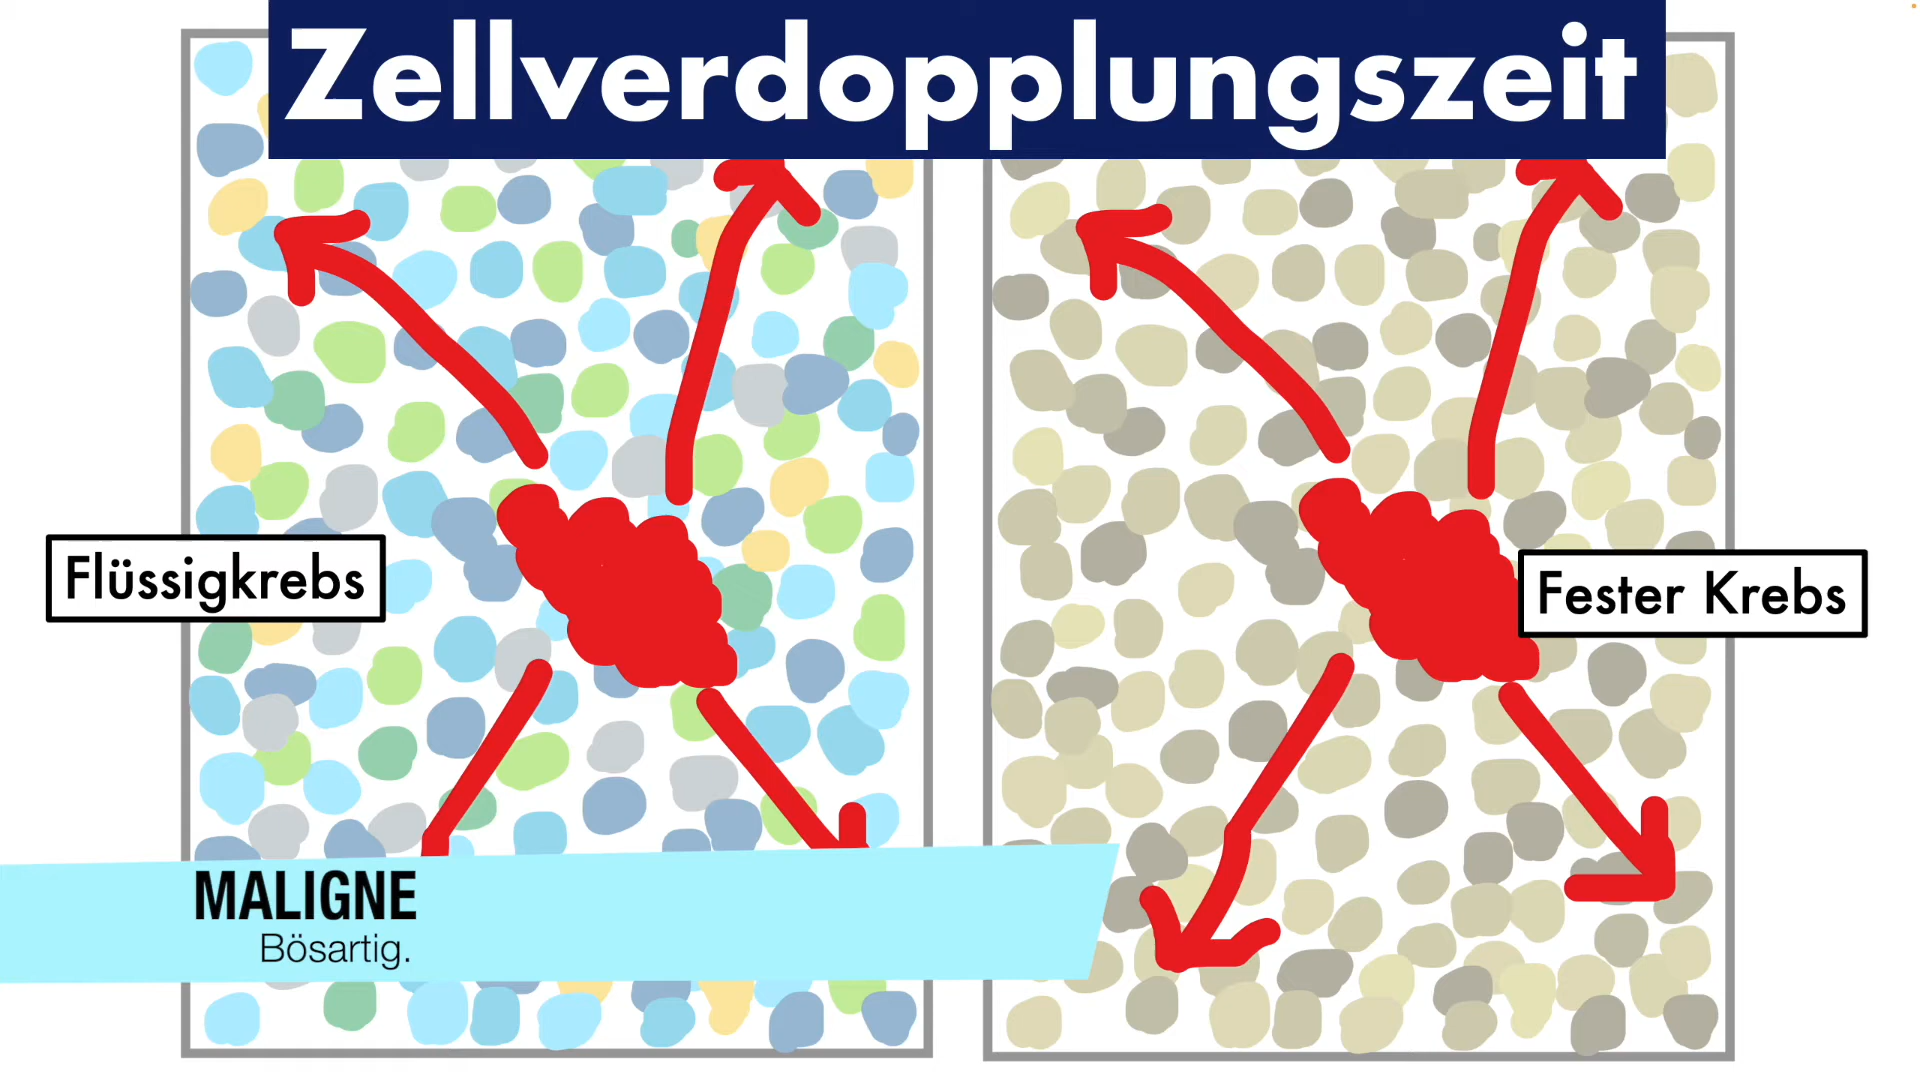 Zellverdopplungszeit
Flüssigkrebs
Fester Krebs
MALIGNE
Bösartig.